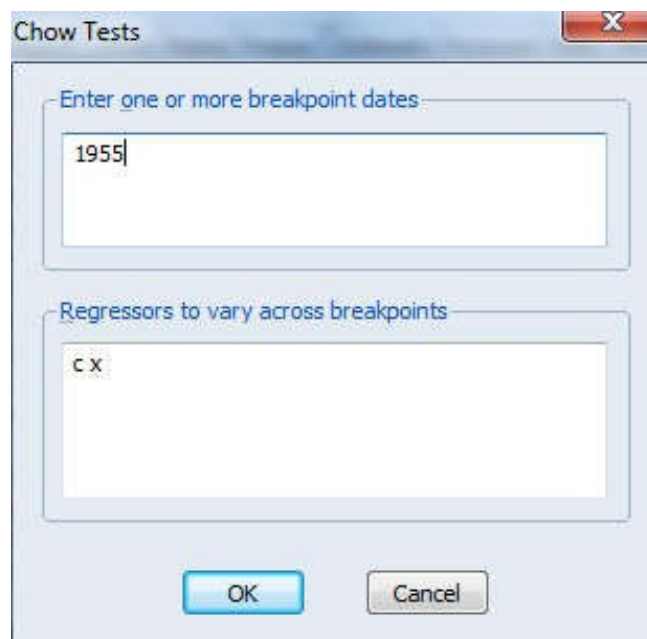 Chow Tests
Enter one or more breakpoint dates
1955
Regressors to vary across breakpoints
c x
OK
Cancel